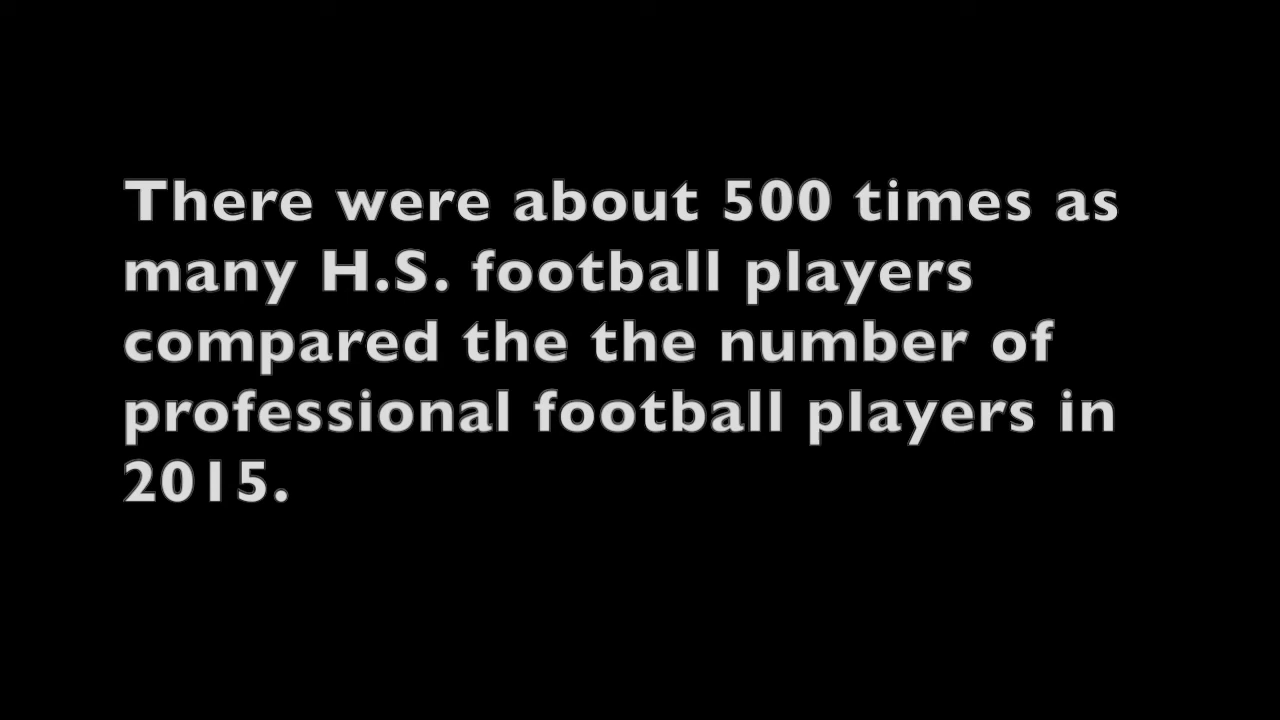 There were about 500 times as
many H.S. football players
compared the the number of
professional football players in
2015.